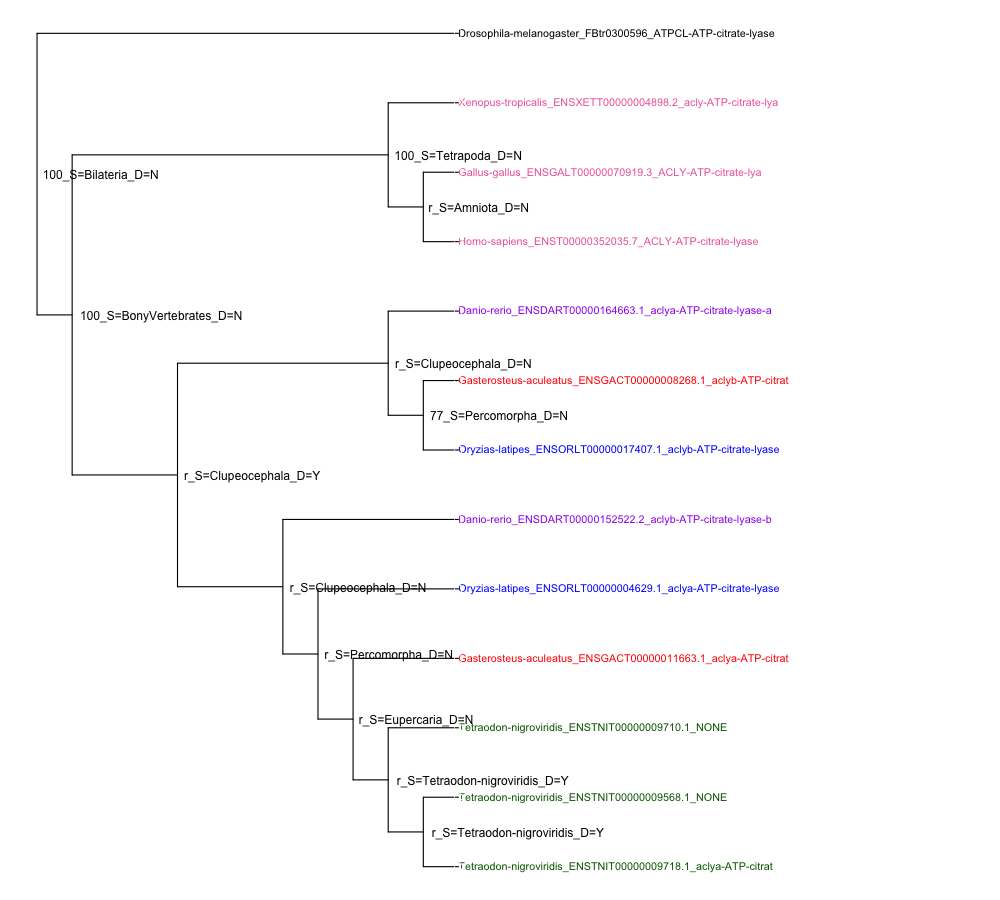 Drosophila-melanogaster_FBtr0300596_ATPCL-ATP-citrate-lyase
Xenopus-tropicalis_ENSXETT00000004898.2_acly-ATP-citrate-lya
100_S=Tetrapoda_D=N
Gallus-gallus_ENSGALT00000070919.3_ACLY-ATP-citrate-lya
100_S=Bilateria_D=N
r_S=Amniota_D=N
Homo-sapiens_ENST00000352035.7_ACLY-ATP-citrate-lyase
Danio-rerio_ENSDART00000164663.1_aclya-ATP-citrate-lyase-a
100_S=BonyVertebrates_D=N
r_S=Clupeocephala_D=N
Gasterosteus-aculeatus_ENSGACT00000008268.1_aclyb-ATP-citrat
77_S=Percomorpha_D=N
Oryzias-latipes_ENSORLT00000017407.1_aclyb-ATP-citrate-lyase
r_S=Clupeocephala_D=Y
Danio-rerio_ENSDART00000152522.2_aclyb-ATP-citrate-lyase-b
r_S=Clupeocephala_D=N
Oryzias-latipes_ENSORLT00000004629.1_aclya-ATP-citrate-lyase
r_S=Percomorpha_D=N
Gasterosteus-aculeatus_ENSGACT00000011663.1_aclya-ATP-citrat
r_S=Eupercaria_D=N
Tetraodon-nigroviridis_ENSTNIT00000009710.1_NONE
r_S=Tetraodon-nigroviridis_D=Y
Tetraodon-nigroviridis_ENSTNIT00000009568.1_NONE
r_S=Tetraodon-nigroviridis_D=Y
Tetraodon-nigroviridis_ENSTNIT00000009718.1_aclya-ATP-citrat